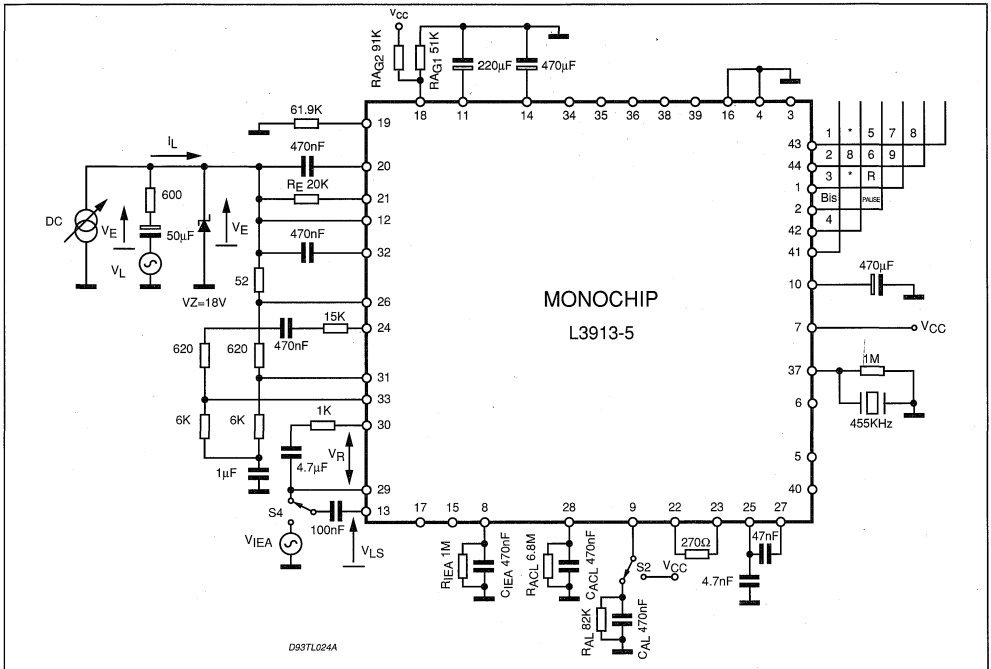 VCC
RAG2 91K
RAG1 51K
220µF
470µF
18
11
14
34
35
36
38
39
16
4
3
61.9K
19
IL
470nF
20
RE 20K
21
12
470nF
32
600
50µF
DC
VE
VL
VE
VZ=18V
52
26
15K
24
470nF
620
620
31
33
6K
6K
1K
30
1µF
4.7µF
VR
29
13
S4
100nF
VIEA
VLS
MONOCHIP
L3913-5
43
1 * 5 7 8
44
2 8 6 9
1
3 * R
2
Bis PAUSE
42
4
41
10
470µF
7
VCC
37
1M
6
455KHz
5
40
17
15
8
28
9
22
23
25
27
RIEA 1M
CIEA 470nF
RACL 6.8M
CACL 470nF
S2
VCC
RAL 82K
CAL 470nF
270Ω
47nF
4.7nF
D93TL024A